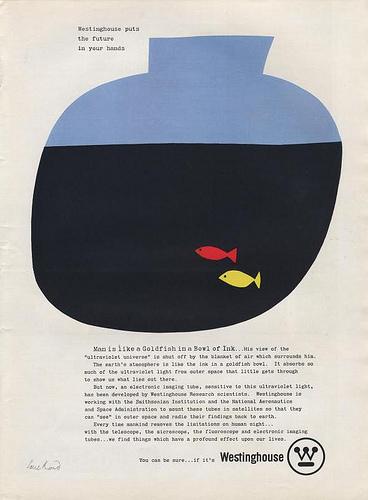 Westinghouse puts
the future
in your hands
Man is like a Goldfish in a Bowl of Ink...His view of the
"ultraviolet universe" is shut off by the blanket of air which surrounds him.
The earth's atmosphere is like the ink in a goldfish bowl. It absorbs so
much of the ultraviolet light from outer space that little gets through
to show us what lies out there.
But now, an electronic imaging tube, sensitive to this ultraviolet light,
has been developed by Westinghouse Research scientists. Westinghouse is
working with the Smithsonian Institution and the National Aeronautics
and Space Administration to mount these tubes in satellites so that they
can "see" in outer space and radio their findings back to earth.
Every time mankind removes the limitations on human sight...
with the telescope, the microscope, the fluoroscope and electronic imaging
tubes...we find things which have a profound effect upon our lives.
You can be sure...if it's Westinghouse
Paul Rand